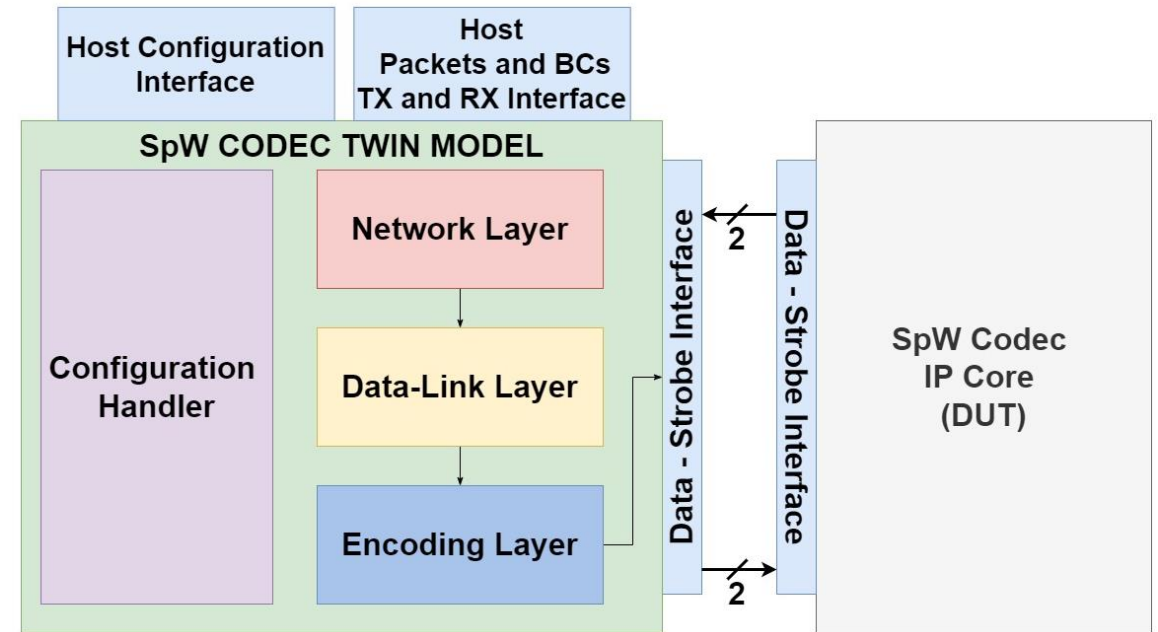 Host Configuration
Interface
Host
Packets and BCs
TX and RX Interface
SpW CODEC TWIN MODEL
Configuration
Handler
Network Layer
Data-Link Layer
Encoding Layer
Data - Strobe Interface
2
2
Data - Strobe Interface
SpW Codec
IP Core
(DUT)